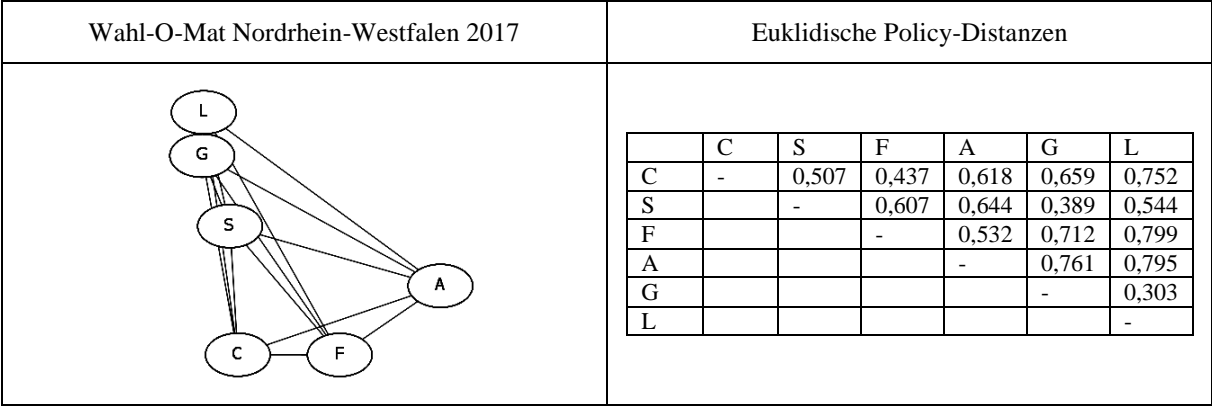 Wahl-O-Mat Nordrhein-Westfalen 2017
Euklidische Policy-Distanzen
L
G
S
A
C
F
C S F A G L
C - 0,507 0,437 0,618 0,659 0,752
S - 0,607 0,644 0,389 0,544
F - 0,532 0,712 0,799
A - 0,761 0,795
G - 0,303
L -